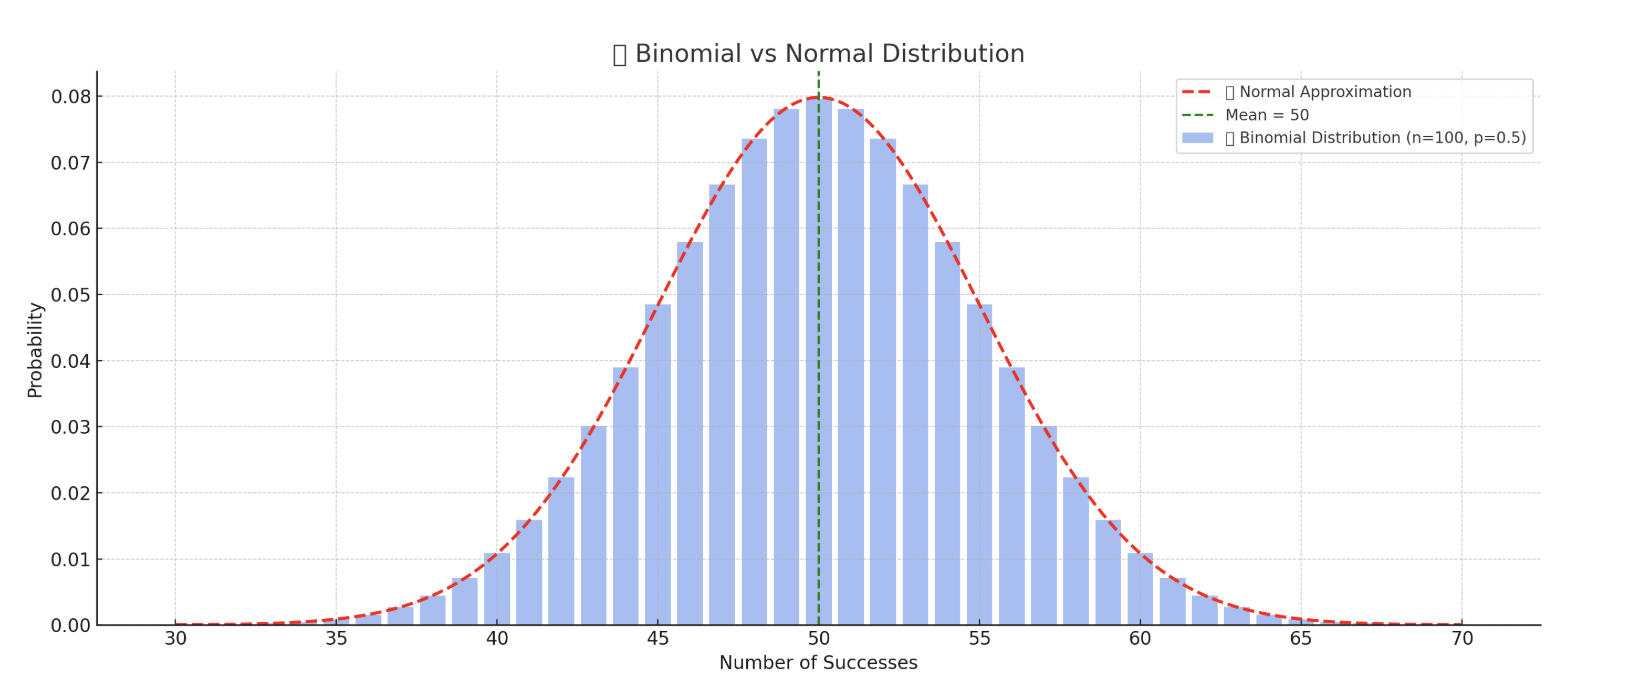 ▯ Binomial vs Normal Distribution
▯ Normal Approximation
Mean = 50
▯ Binomial Distribution (n=100, p=0.5)
Probability
0.08
0.07
0.06
0.05
0.04
0.03
0.02
0.01
0.00
30 35 40 45 50 55 60 65 70
Number of Successes